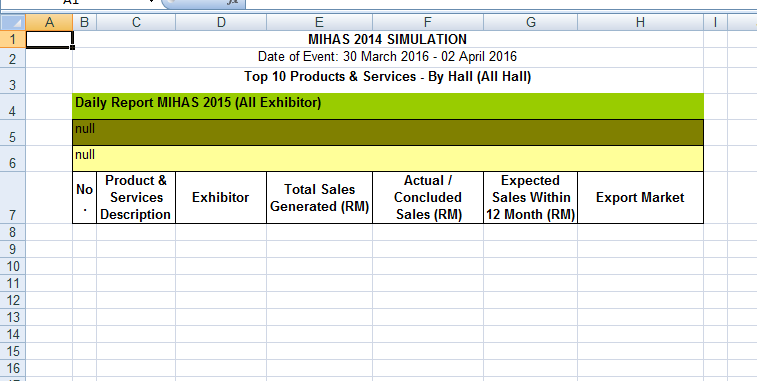 A1
A B C D E F G H I
1 MIHAS 2014 SIMULATION
2 Date of Event: 30 March 2016 - 02 April 2016
3 Top 10 Products & Services - By Hall (All Hall)
4 Daily Report MIHAS 2015 (All Exhibitor)
5 null
6 null
7 No. Product & Services Description Exhibitor Total Sales Generated (RM) Actual / Concluded Sales (RM) Expected Sales Within 12 Month (RM) Export Market
8
9
10
11
12
13
14
15
16